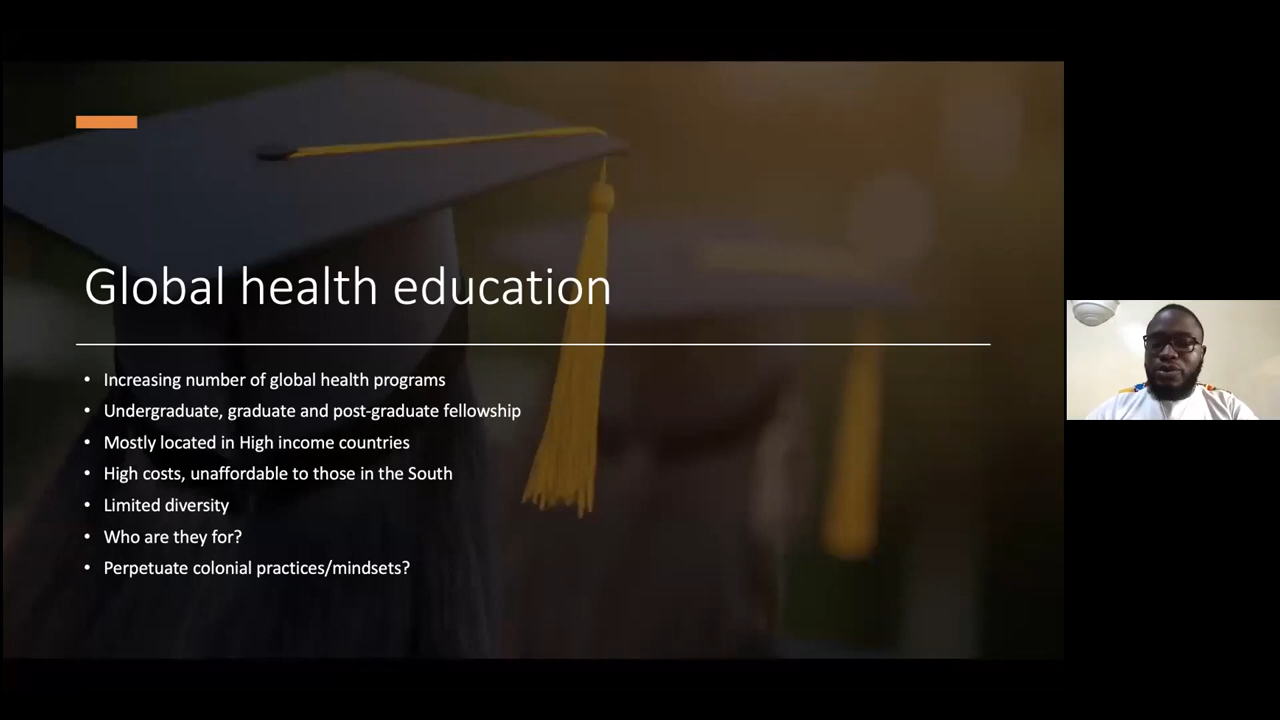 Global health education
• Increasing number of global health programs
• Undergraduate, graduate and post-graduate fellowship
• Mostly located in High income countries
• High costs, unaffordable to those in the South
• Limited diversity
• Who are they for?
• Perpetuate colonial practices/mindsets?